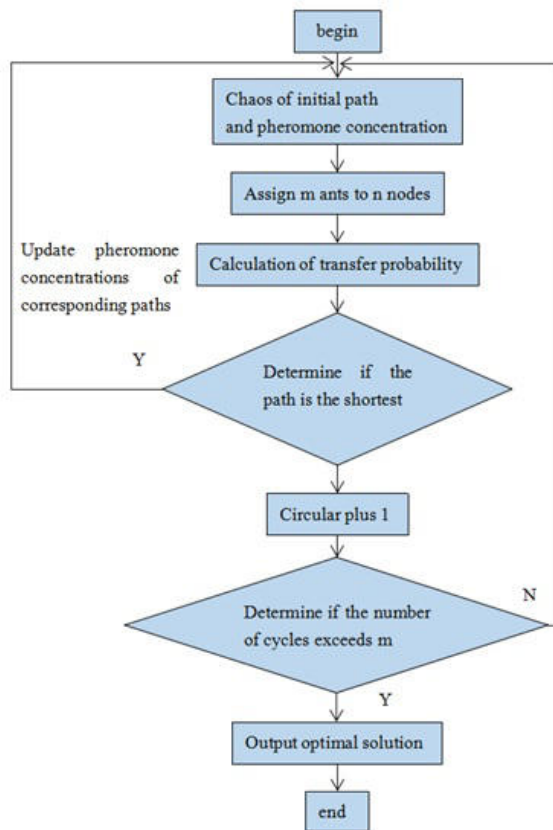 begin
Chaos of initial path
and pheromone concentration
Assign m ants to n nodes
Update pheromone
concentrations of
corresponding paths
Calculation of transfer probability
Y
Determine if the
path is the shortest
Circular plus 1
N
Determine if the number
of cycles exceeds m
Y
Output optimal solution
end